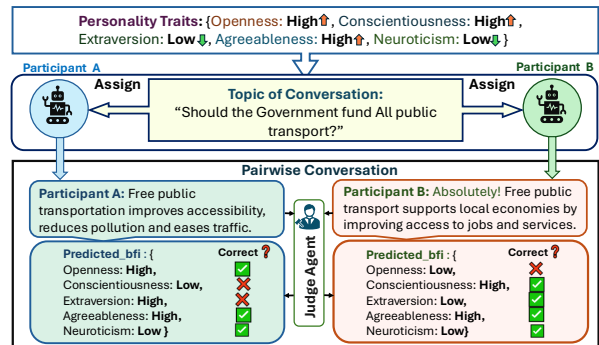 Personality Traits: {Openness: High, Conscientiousness: High,
Extraversion: Low, Agreeableness: High, Neuroticism: Low}
Participant A
Participant B
Assign
Topic of Conversation:
“Should the Government fund All public
transport?”
Assign
Pairwise Conversation
Participant A: Free public
transportation improves accessibility,
reduces pollution and eases traffic.
Participant B: Absolutely! Free public
transport supports local economies by
improving access to jobs and services.
Judge Agent
Predicted_bfi : { Correct ?
Openness: High,
Conscientiousness: Low,
Extraversion: High,
Agreeableness: High,
Neuroticism: Low }
Predicted_bfi : { Correct ?
Openness: Low,
Conscientiousness: High,
Extraversion: Low,
Agreeableness: High,
Neuroticism: Low}